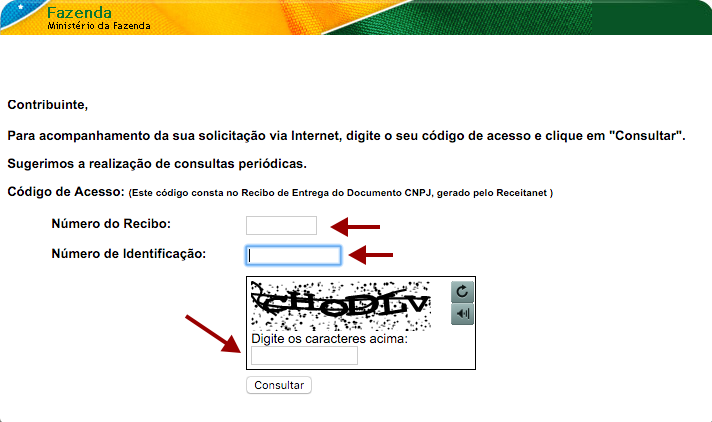 Fazenda
Ministério da Fazenda
Contribuinte,
Para acompanhamento da sua solicitação via Internet, digite o seu código de acesso e clique em "Consultar".
Sugerimos a realização de consultas periódicas.
Código de Acesso: (Este código consta no Recibo de Entrega do Documento CNPJ, gerado pelo Receitanet )
Número do Recibo:
Número de Identificação:
Digite os caracteres acima:
Consultar